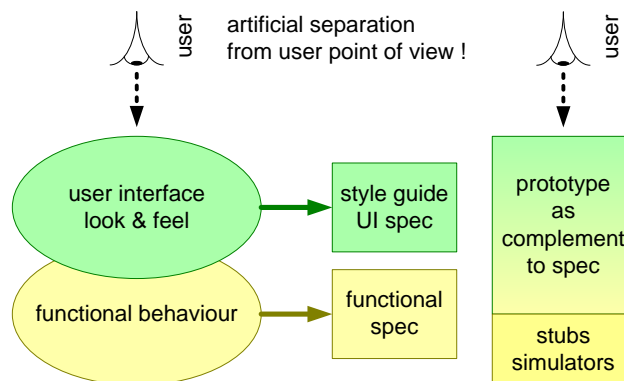 user
artificial separation
from user point of view !
user
user interface
look & feel
style guide
UI spec
prototype
as
complement
to spec
functional behaviour
functional
spec
stubs
simulators